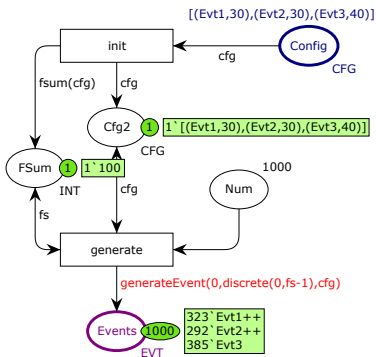 [(Evt1,30),(Evt2,30),(Evt3,40)]
init
Config
cfg
CFG
fsum(cfg)
cfg
Cfg2
1
1`[(Evt1,30),(Evt2,30),(Evt3,40)]
CFG
FSum
1
1`100
INT
cfg
1000
Num
fs
generate
generateEvent(0,discrete(0,fs-1),cfg)
Events
1000
323`Evt1++
292`Evt2++
385`Evt3
EVT